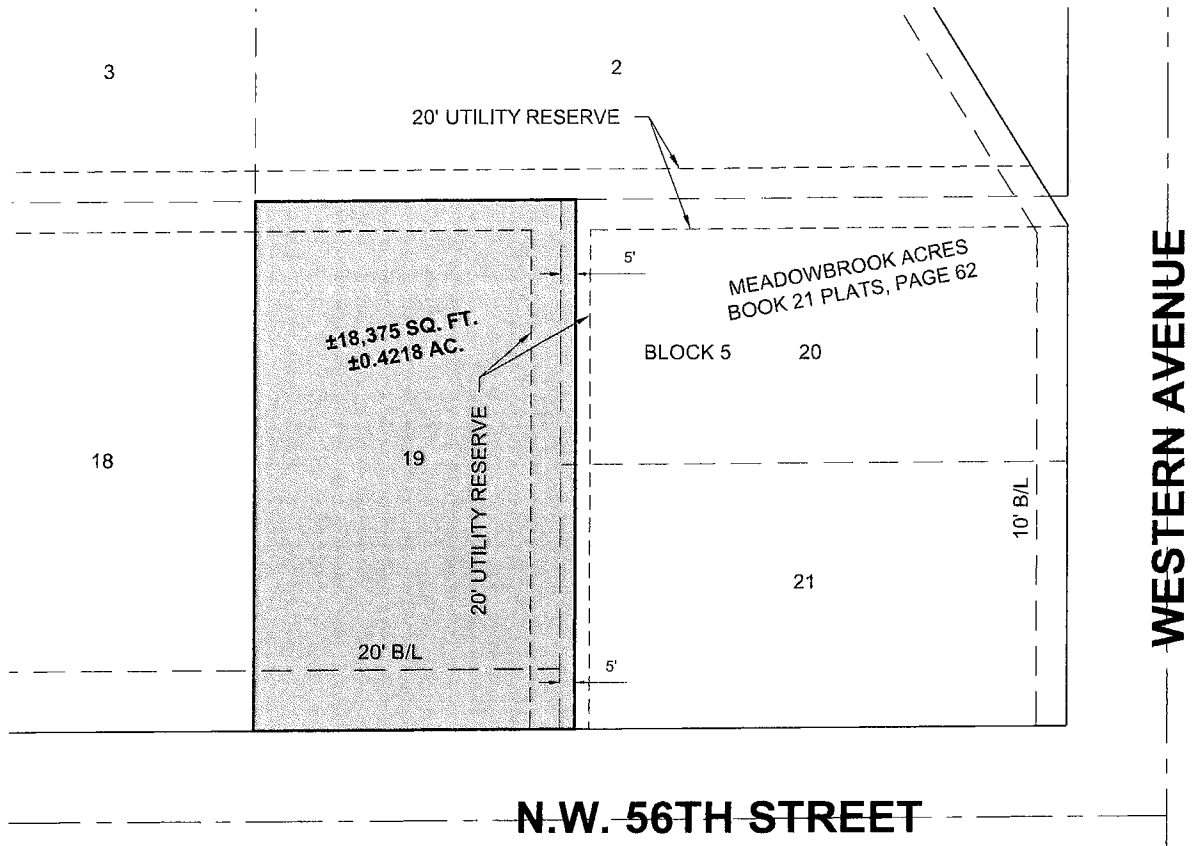 3
2
20' UTILITY RESERVE
5'
MEADOWBROOK ACRES
BOOK 21 PLATS, PAGE 62
±18,375 SQ. FT.
±0.4218 AC.
BLOCK 5
20
18
19
20' UTILITY RESERVE
10' B/L
21
20' B/L
5'
WESTERN AVENUE
N.W. 56TH STREET